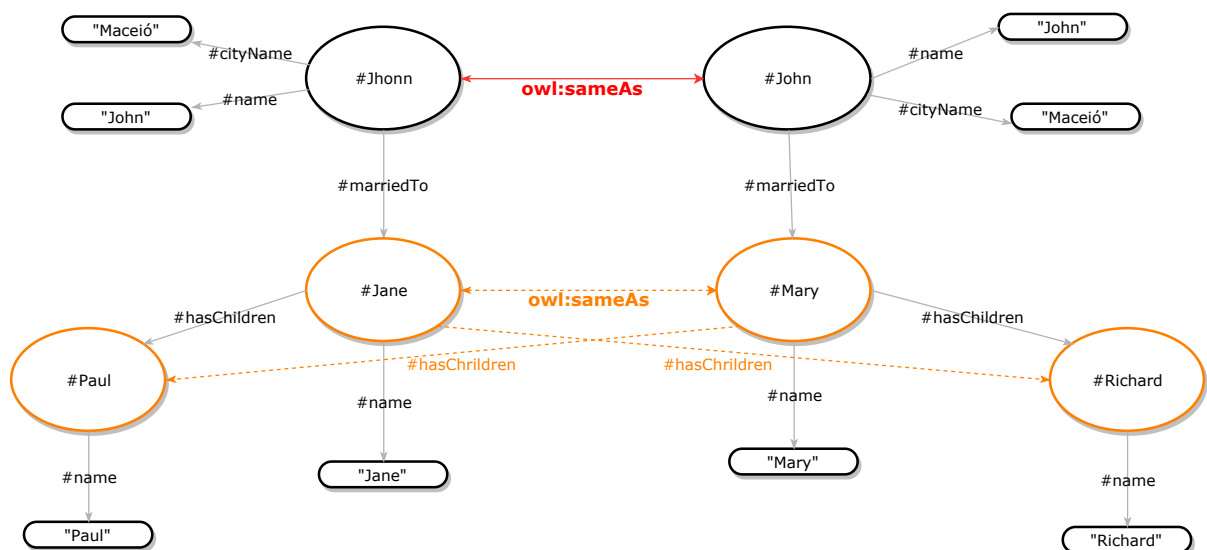 "Maceió"
"John"
#cityName
#name
#Jhonn
#John
#name
"John"
owl:sameAs
#cityName
"Maceió"
#marriedTo
#marriedTo
#Jane
owl:sameAs
#Mary
#hasChildren
#hasChildren
#Paul
#hasChrildren
#hasChrildren
#Richard
#name
#name
"Jane"
"Mary"
#name
#name
"Paul"
"Richard"